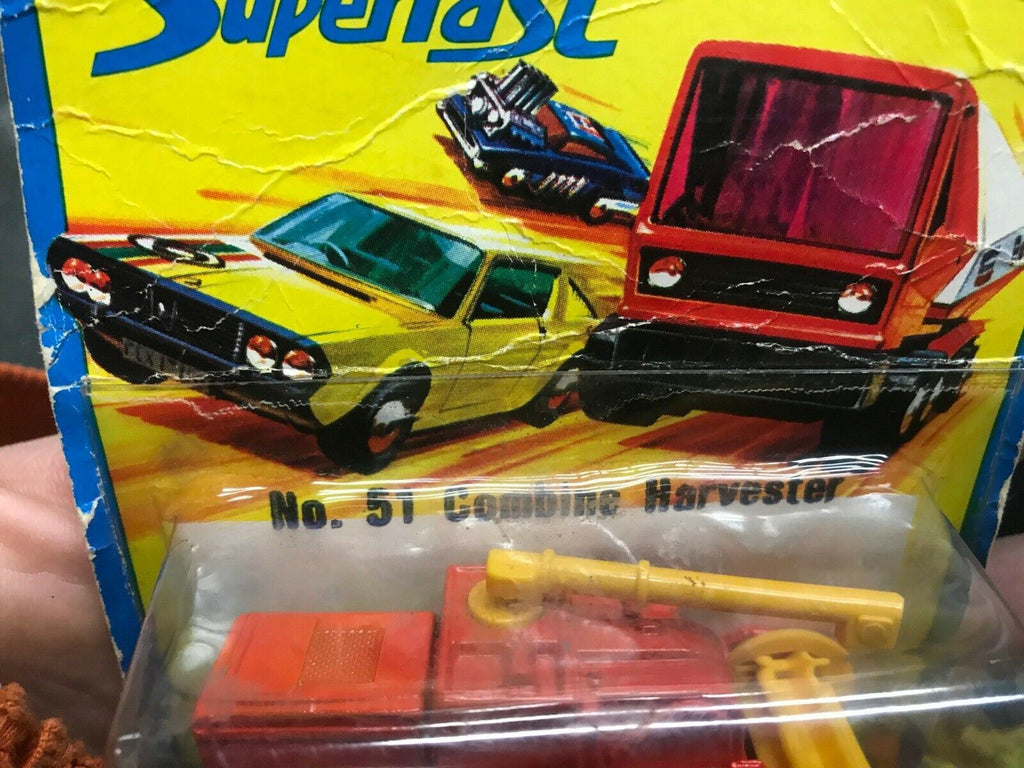 Superfast
No. 51 Combine Harvester